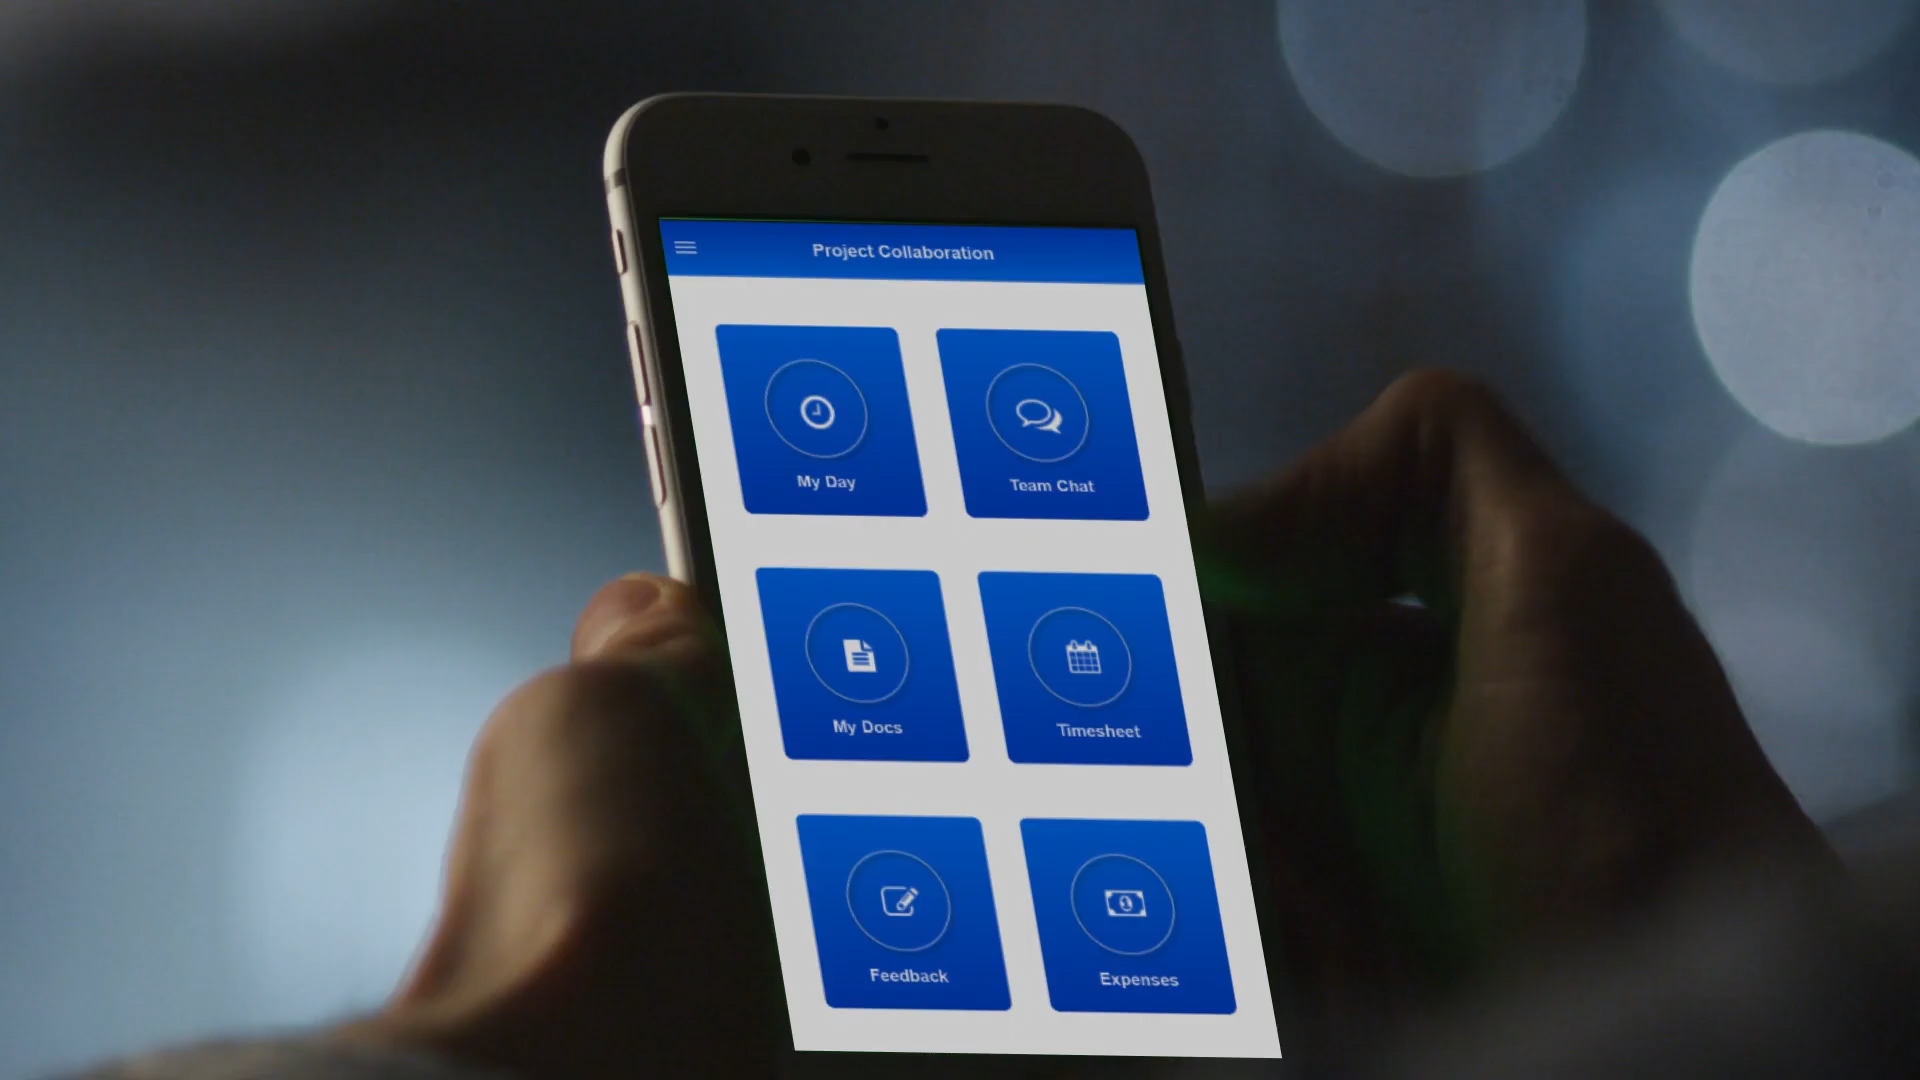 Project Collaboration
My Day
Team Chat
My Docs
Timesheet
Feedback
Expenses